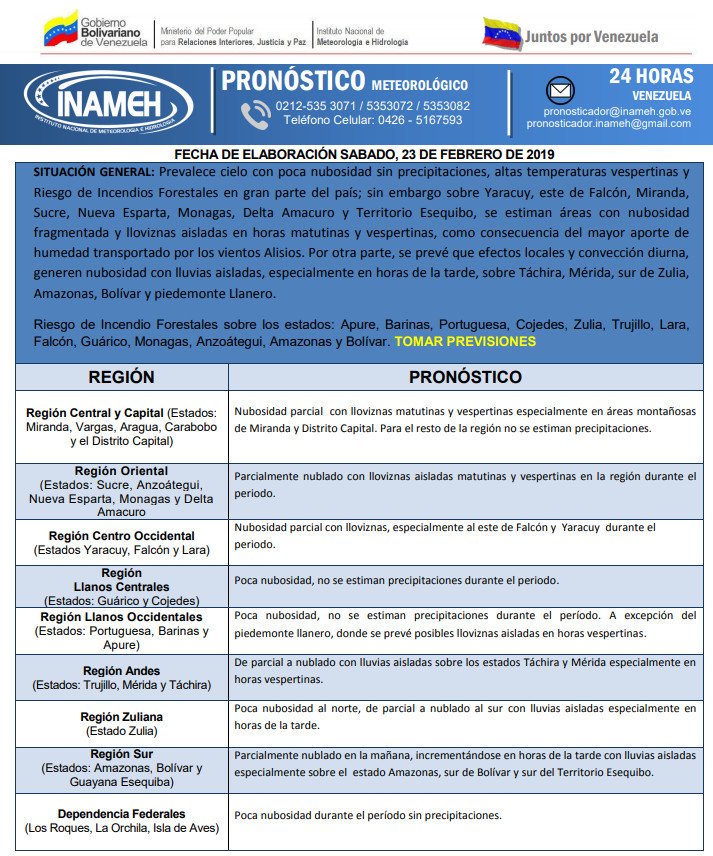 Gobierno
Bolivariano
de Venezuela
Ministerio del Poder Popular
para Relaciones Interiores, Justicia y Paz
Instituto Nacional de
Meteorología e Hidrología
Juntos por Venezuela
INAMEH
INSTITUTO NACIONAL DE METEOROLOGÍA E HIDROLOGÍA
PRONÓSTICO METEOROLÓGICO
0212-535 3071 / 5353072 / 5353082
Teléfono Celular: 0426 - 5167593
24 HORAS
VENEZUELA
pronosticador@inameh.gob.ve
pronosticador.inameh@gmail.com
FECHA DE ELABORACIÓN SABADO, 23 DE FEBRERO DE 2019
SITUACIÓN GENERAL: Prevalece cielo con poca nubosidad sin precipitaciones, altas temperaturas vespertinas y
Riesgo de Incendios Forestales en gran parte del país; sin embargo sobre Yaracuy, este de Falcón, Miranda,
Sucre, Nueva Esparta, Monagas, Delta Amacuro y Territorio Esequibo, se estiman áreas con nubosidad
fragmentada y lloviznas aisladas en horas matutinas y vespertinas, como consecuencia del mayor aporte de
humedad transportado por los vientos Alisios. Por otra parte, se prevé que efectos locales y convección diurna,
generen nubosidad con lluvias aisladas, especialmente en horas de la tarde, sobre Táchira, Mérida, sur de Zulia,
Amazonas, Bolívar y piedemonte Llanero.
Riesgo de Incendio Forestales sobre los estados: Apure, Barinas, Portuguesa, Cojedes, Zulia, Trujillo, Lara,
Falcón, Guárico, Monagas, Anzoátegui, Amazonas y Bolívar. TOMAR PREVISIONES
REGIÓN
PRONÓSTICO
Región Central y Capital (Estados:
Miranda, Vargas, Aragua, Carabobo
y el Distrito Capital)
Nubosidad parcial con lloviznas matutinas y vespertinas especialmente en áreas montañosas
de Miranda y Distrito Capital. Para el resto de la región no se estiman precipitaciones.
Región Oriental
(Estados: Sucre, Anzoátegui,
Nueva Esparta, Monagas y Delta
Amacuro
Parcialmente nublado con lloviznas aisladas matutinas y vespertinas en la región durante el
periodo.
Región Centro Occidental
(Estados Yaracuy, Falcón y Lara)
Nubosidad parcial con lloviznas, especialmente al este de Falcón y Yaracuy durante el
periodo.
Región
Llanos Centrales
(Estados: Guárico y Cojedes)
Poca nubosidad, no se estiman precipitaciones durante el periodo.
Región Llanos Occidentales
(Estados: Portuguesa, Barinas y
Apure)
Poca nubosidad, no se estiman precipitaciones durante el período. A excepción del
piedemonte llanero, donde se prevé posibles lloviznas aisladas en horas vespertinas.
Región Andes
(Estados: Trujillo, Mérida y Táchira)
De parcial a nublado con lluvias aisladas sobre los estados Táchira y Mérida especialmente en
horas vespertinas.
Región Zuliana
(Estado Zulia)
Poca nubosidad al norte, de parcial a nublado al sur con lluvias aisladas especialmente en
horas de la tarde.
Región Sur
(Estados: Amazonas, Bolívar y
Guayana Esequiba)
Parcialmente nublado en la mañana, incrementándose en horas de la tarde con lluvias aisladas
especialmente sobre el estado Amazonas, sur de Bolívar y sur del Territorio Esequibo.
Dependencia Federales
(Los Roques, La Orchila, Isla de Aves)
Poca nubosidad durante el período sin precipitaciones.